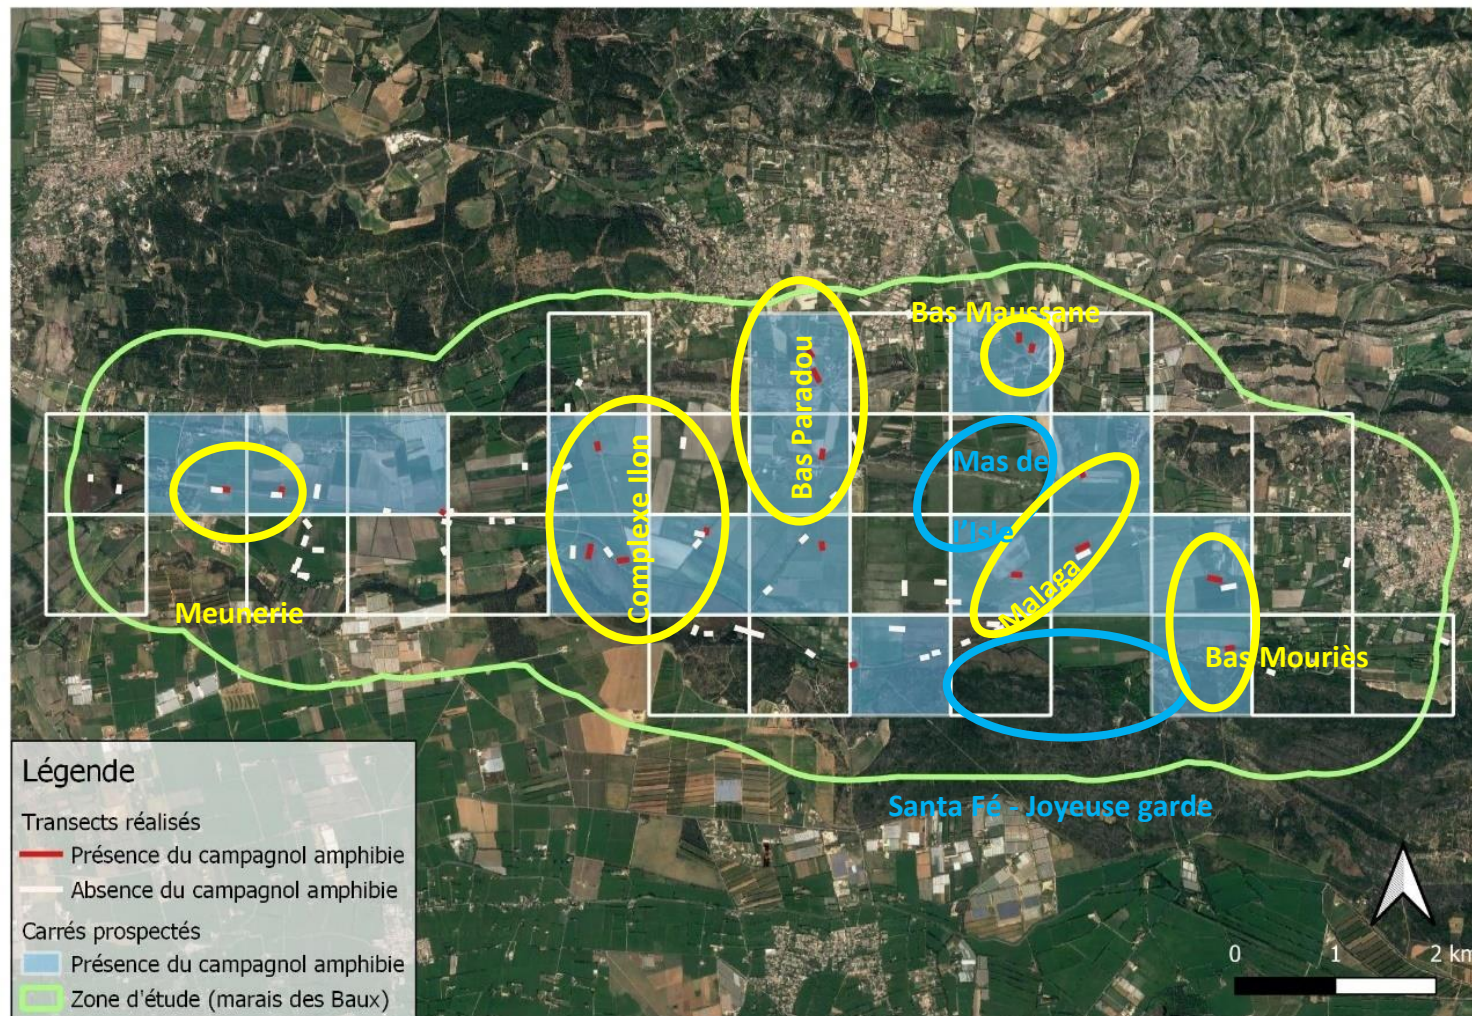 Bas Maussane
Bas Paradou
Mas de
l'Isle
Complexe Ilon
Malaga
Meunerie
Bas Mouriès
Santa Fé - Joyeuse garde
Légende
Transects réalisés
Présence du campagnol amphibie
Absence du campagnol amphibie
Carrés prospectés
Présence du campagnol amphibie
Zone d'étude (marais des Baux)
0 1 2 km